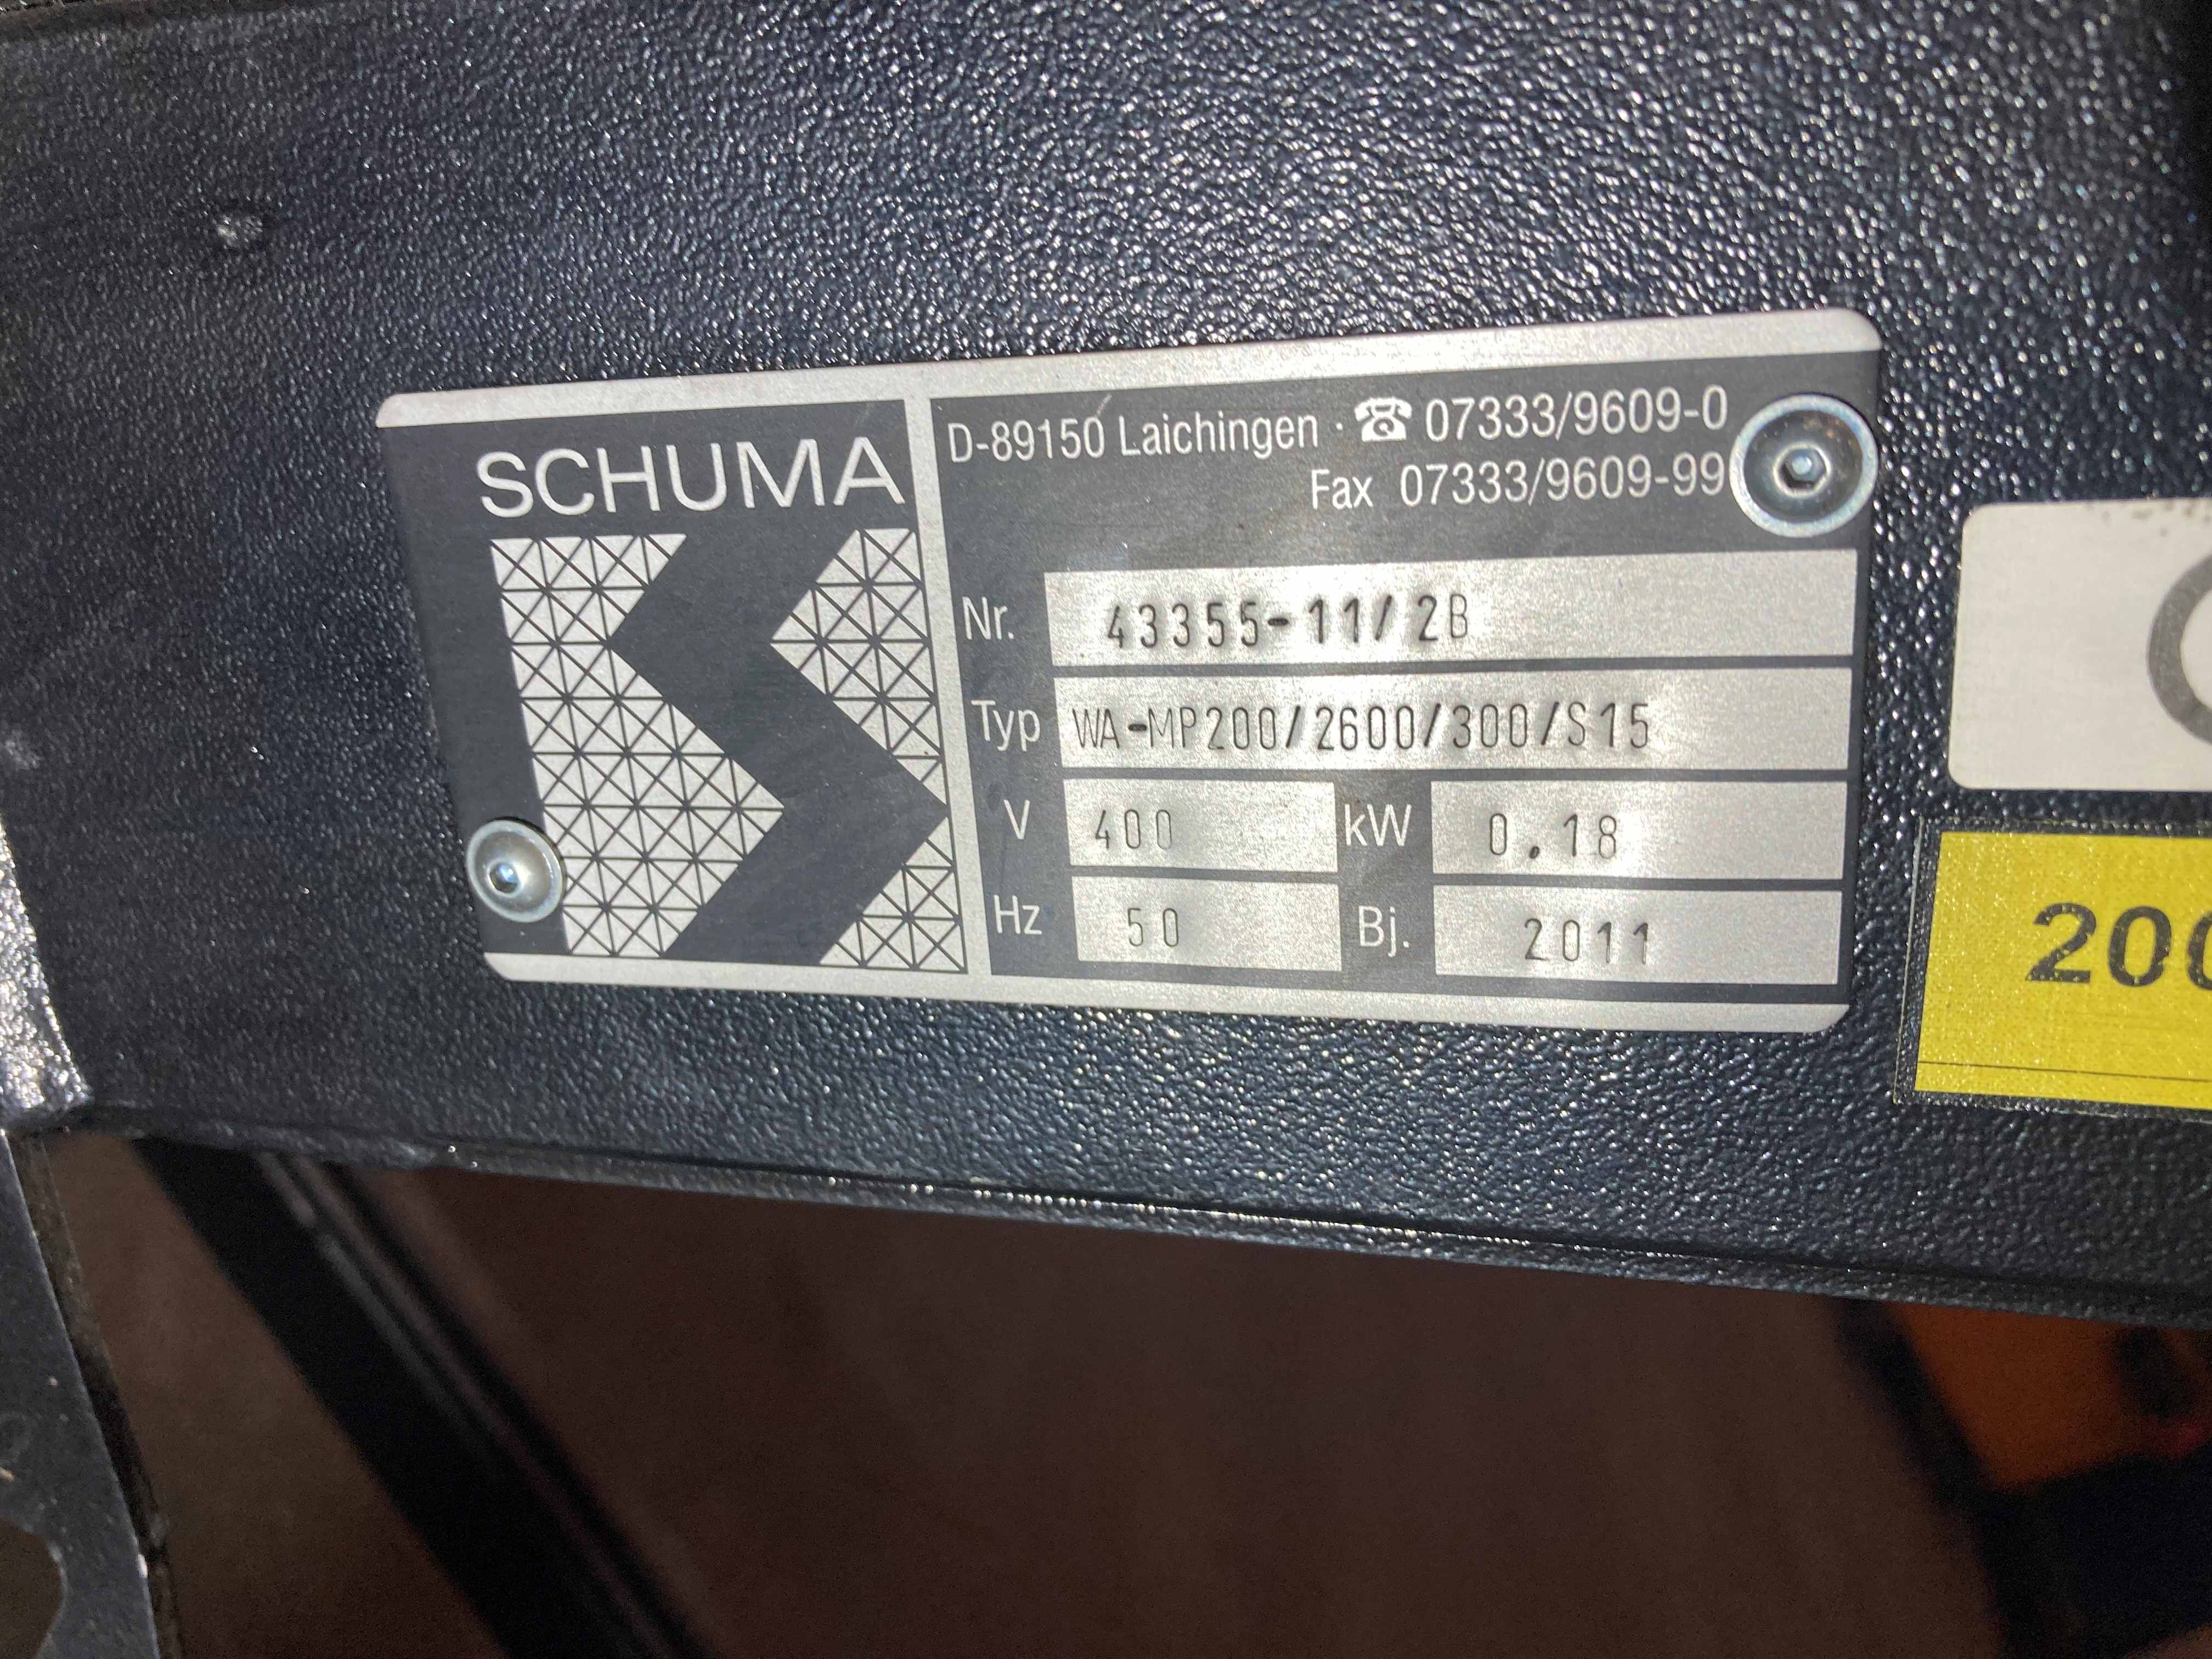 SCHUMA
D-89150 Laichingen · ☎ 07333/9609-0
Fax 07333/9609-99
Nr. 43355-11/2B
Typ WA-MP200/2600/300/S15
V 400 kW 0.18
Hz 50 Bj. 2011